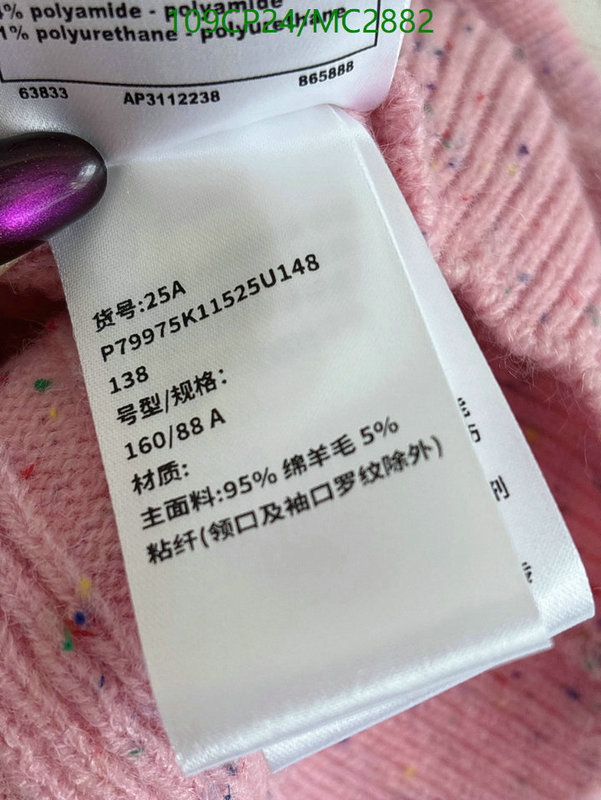 109CP24/MC2882
4% polyamide - polyamide
1% polyurethane - polyurethane
63833 AP3112238 865888
货号:25A
P79975K11525U148
138
号型/规格:
160/88 A
材质:
主面料:95% 绵羊毛 5%
粘纤(领口及袖口罗纹除外)